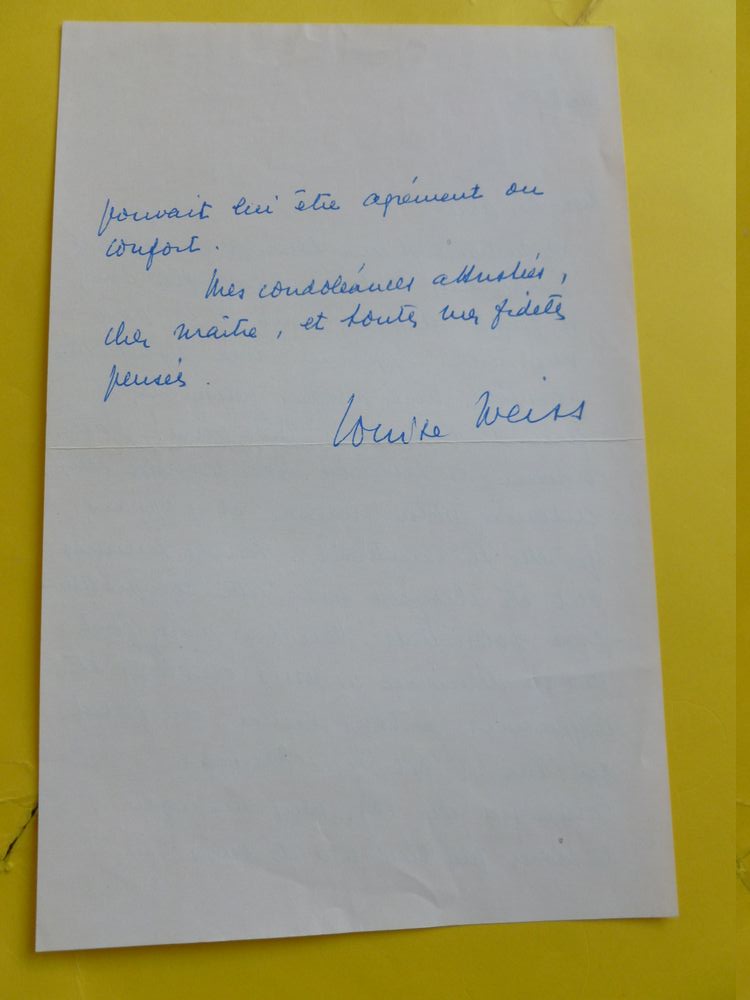 pouvait lui être agrément ou
confort.
Mes condoléances attristées,
cher maître, et toutes mes fidèles
pensées.
Louise Weiss